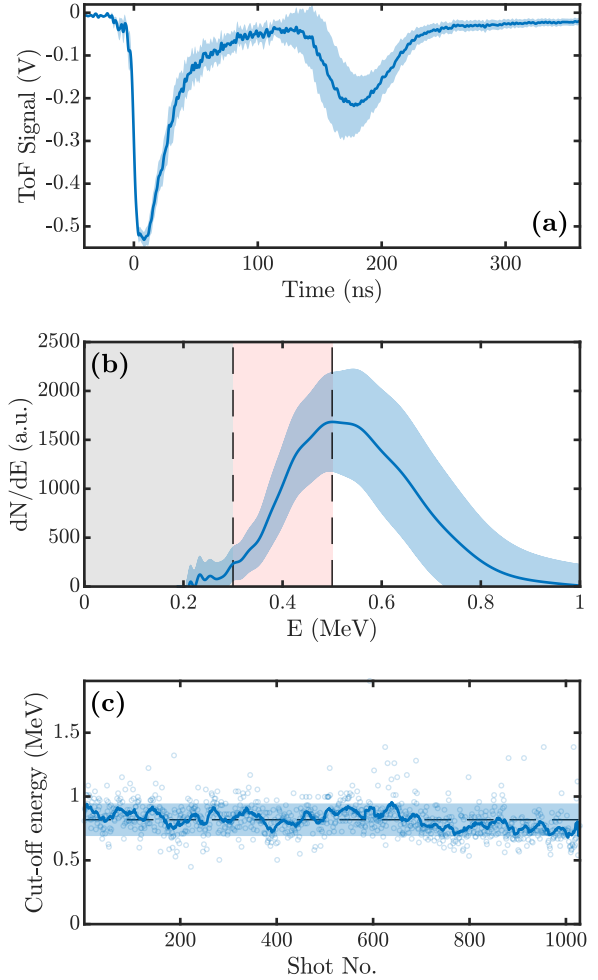 0
-0.1
-0.2
-0.3
-0.4
-0.5
ToF Signal (V)
(a)
0 100 200 300
Time (ns)
(b)
2500
2000
1500
1000
500
0
dN/dE (a.u.)
0 0.2 0.4 0.6 0.8 1
E (MeV)
(c)
1.5
1
0.5
0
Cut-off energy (MeV)
200 400 600 800 1000
Shot No.